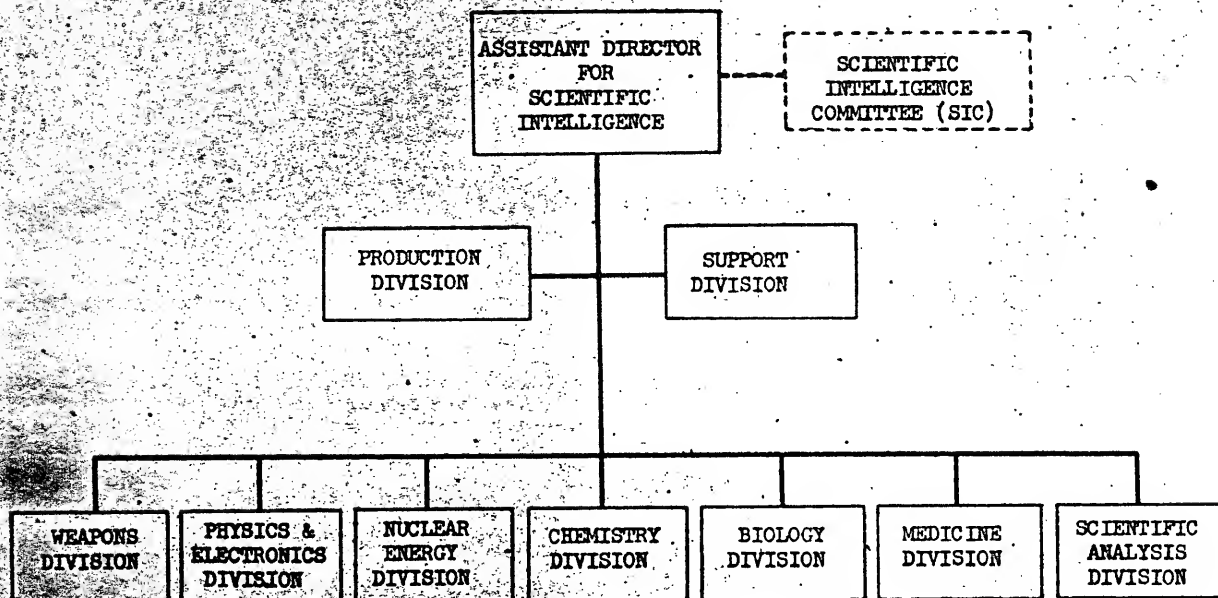 ASSISTANT DIRECTOR
FOR
SCIENTIFIC
INTELLIGENCE
SCIENTIFIC
INTELLIGENCE
COMMITTEE (SIC)
PRODUCTION
DIVISION
SUPPORT
DIVISION
WEAPONS
DIVISION
PHYSICS &
ELECTRONICS
DIVISION
NUCLEAR
ENERGY
DIVISION
CHEMISTRY
DIVISION
BIOLOGY
DIVISION
MEDICINE
DIVISION
SCIENTIFIC
ANALYSIS
DIVISION